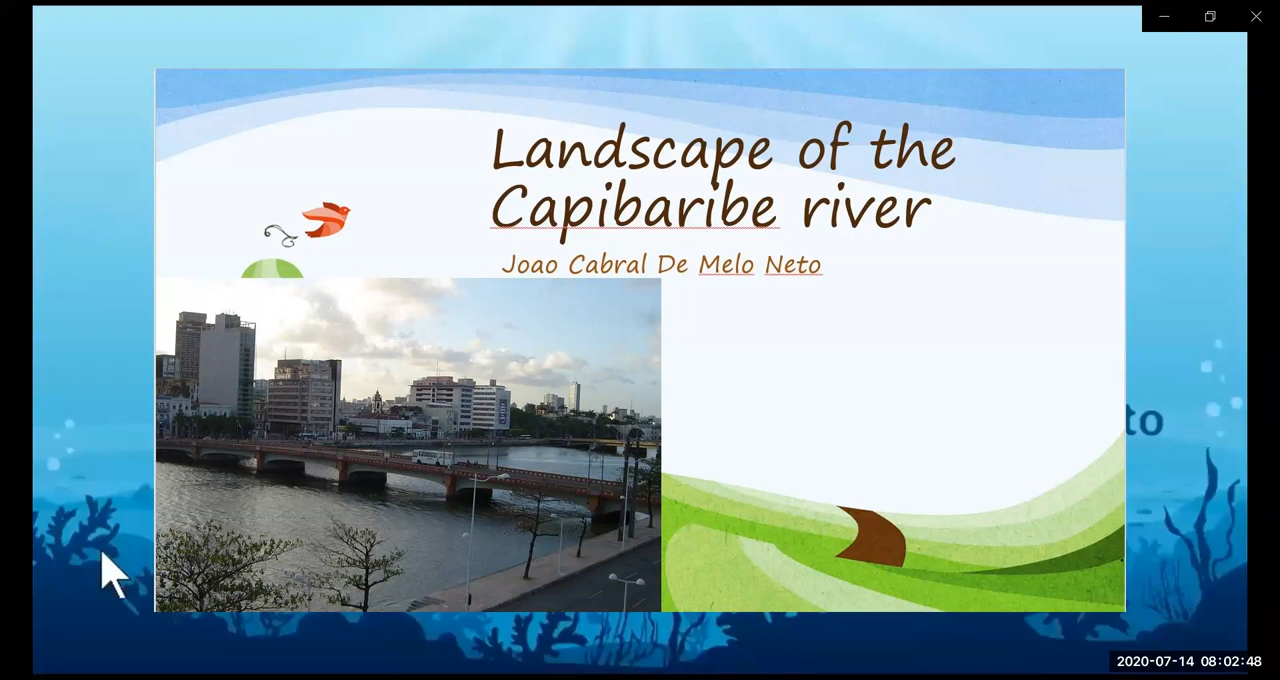 Landscape of the
Capibaribe river
Joao Cabral De Melo Neto
to
2020-07-14 08:02:48